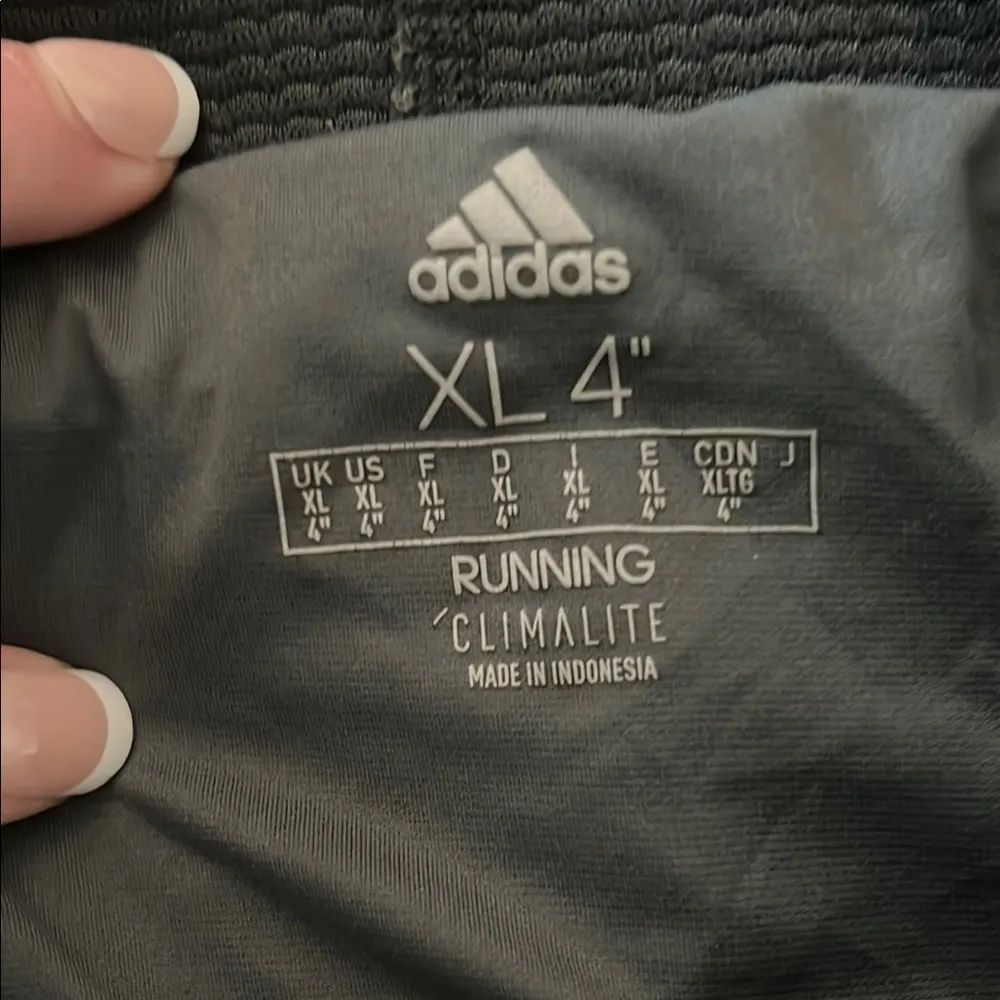 adidas
XL 4"
UK US F D I E CDN J
XL XL XL XL XL XL XLTG
4" 4" 4" 4" 4" 4" 4"
RUNNING
CLIMALITE
MADE IN INDONESIA